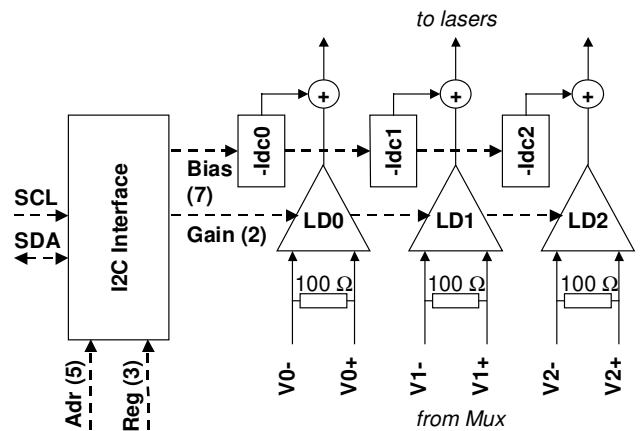 to lasers
+
+
+
-Idc0
-Idc1
-Idc2
Bias
(7)
SCL
SDA
I2C Interface
Gain (2)
LD0
LD1
LD2
100 Ω
100 Ω
100 Ω
Adr (5)
Reg (3)
V0-
V0+
V1-
V1+
V2-
V2+
from Mux